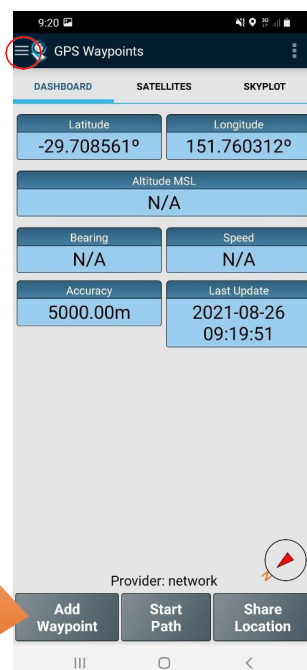 9:20
GPS Waypoints
DASHBOARD SATELLITES SKYPLOT
Latitude Longitude
-29.708561º 151.760312º
Altitude MSL
N/A
Bearing Speed
N/A N/A
Accuracy Last Update
5000.00m 2021-08-26
09:19:51
Provider: network
Add Start Share
Waypoint Path Location